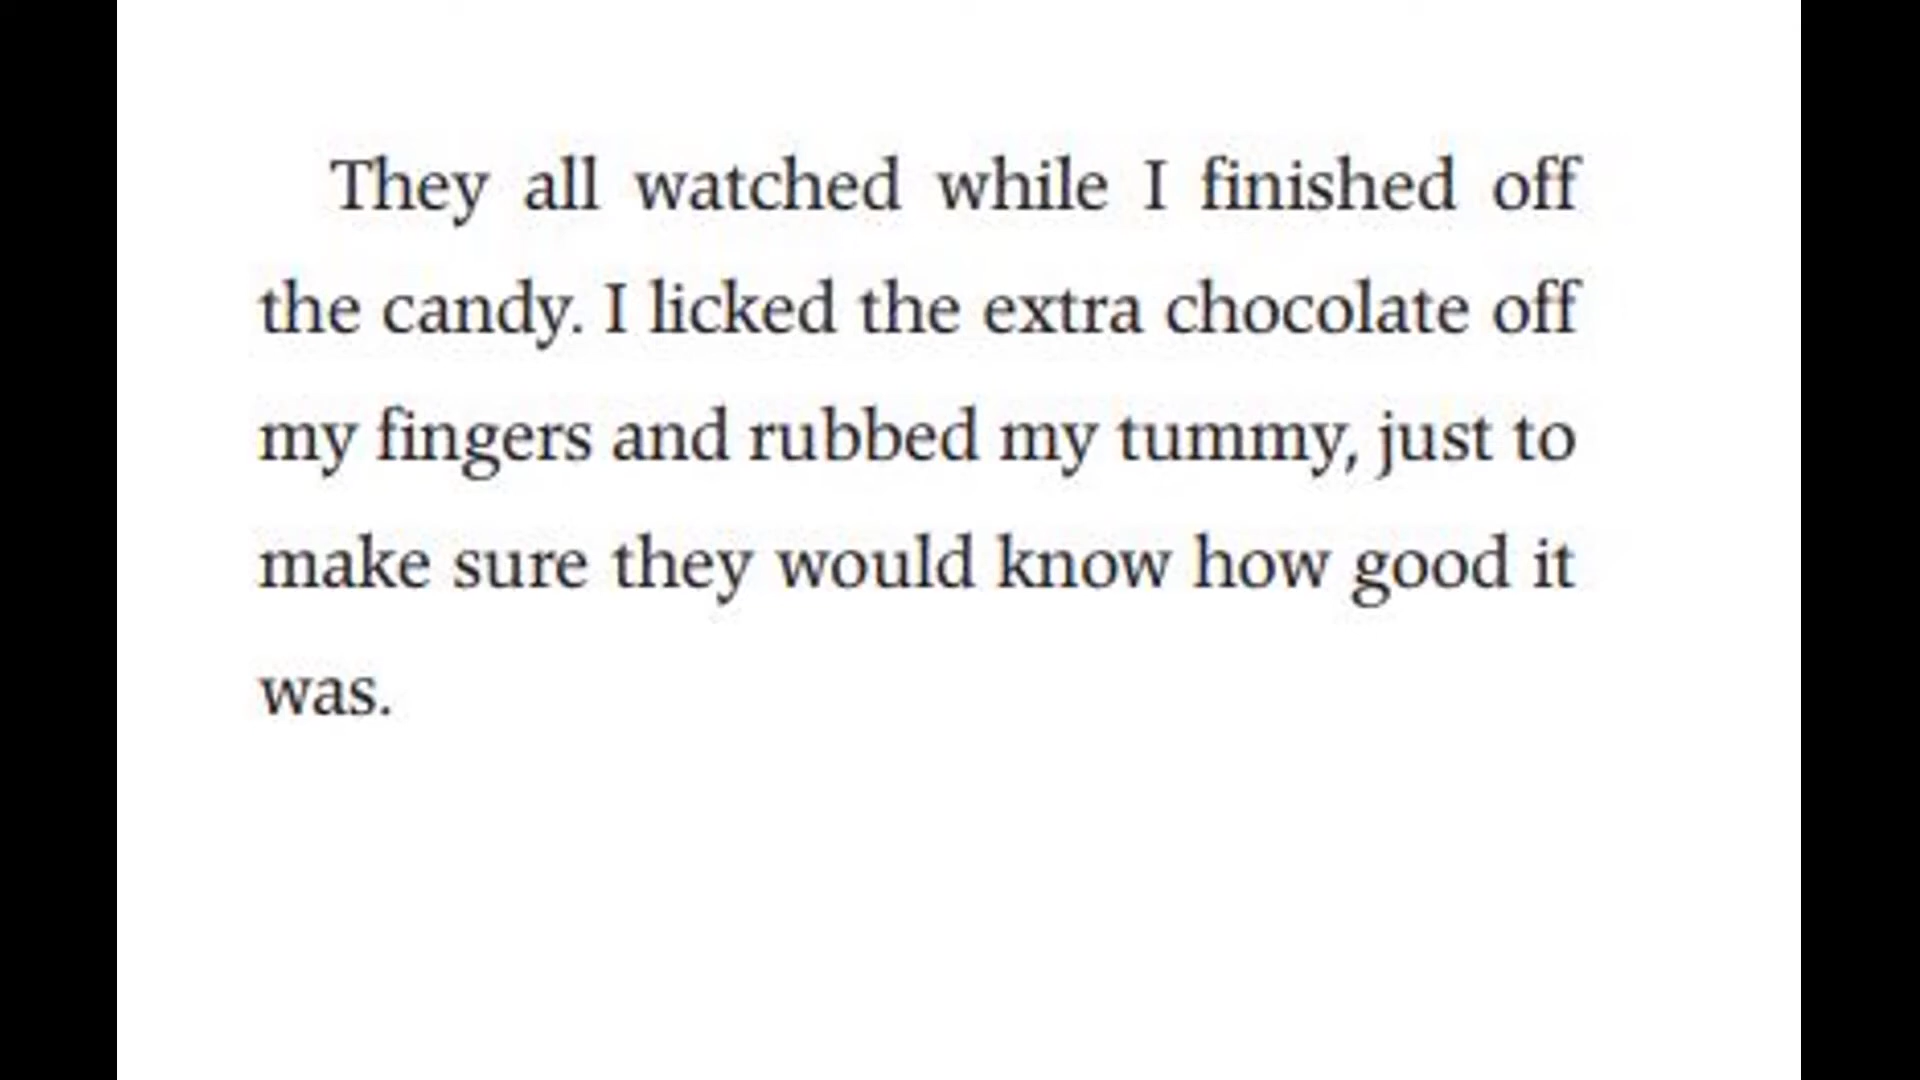 They all watched while I finished off
the candy. I licked the extra chocolate off
my fingers and rubbed my tummy, just to
make sure they would know how good it
was.